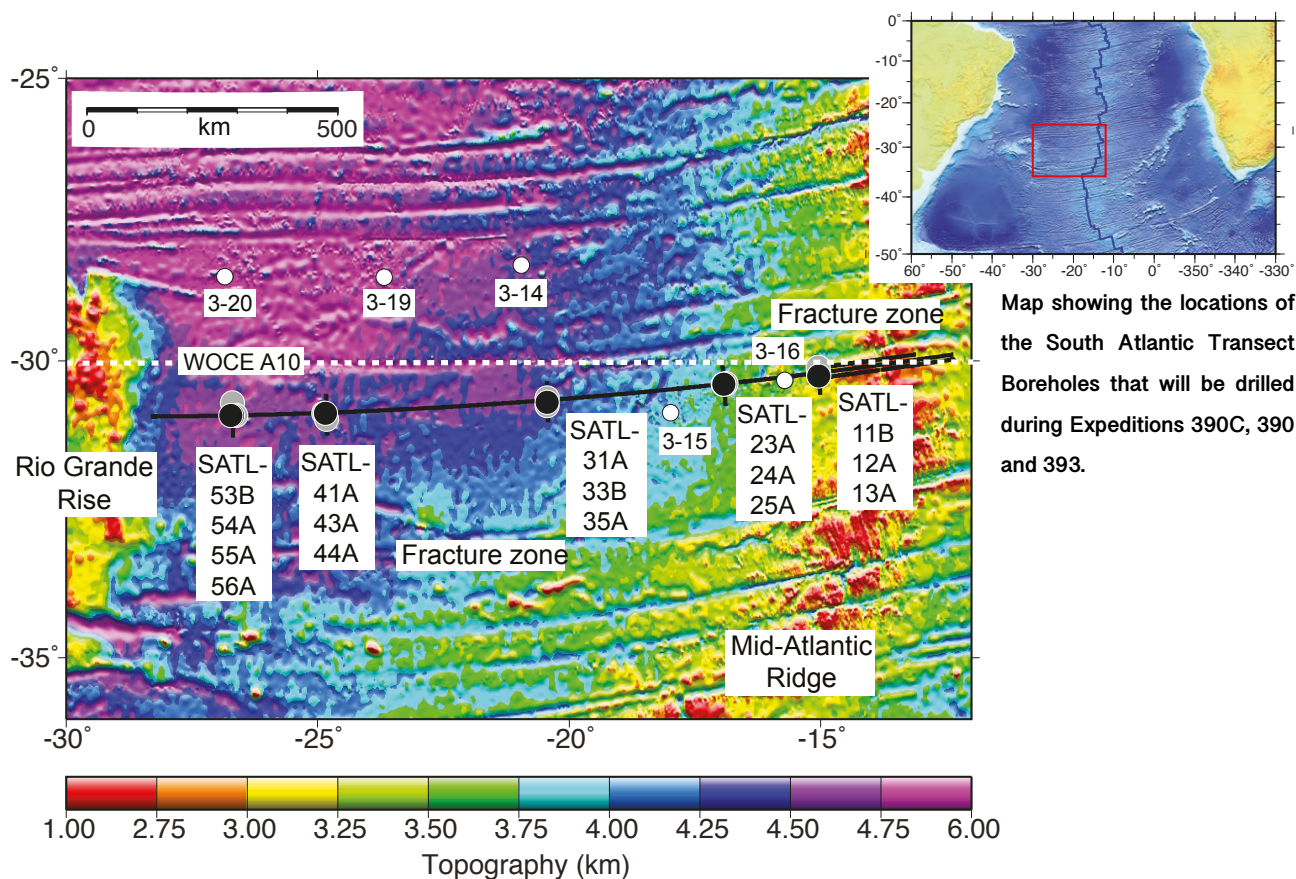 -25°
0
km
500
3-20
3-19
3-14
Fracture zone
-30°
WOCE A10
3-16
3-15
Rio Grande
Rise
SATL-
53B
54A
55A
56A
SATL-
41A
43A
44A
SATL-
31A
33B
35A
SATL-
23A
24A
25A
SATL-
11B
12A
13A
Fracture zone
Mid-Atlantic
Ridge
-35°
-30°
-25°
-20°
-15°
1.00
2.75
3.00
3.25
3.50
3.75
4.00
4.25
4.50
4.75
6.00
Topography (km)
0°
-10°
-20°
-30°
-40°
-50°
-60°
-50°
-40°
-30°
-20°
-10°
0°
-350°
-340°
-330°
Map showing the locations of
the South Atlantic Transect
Boreholes that will be drilled
during Expeditions 390C, 390
and 393.